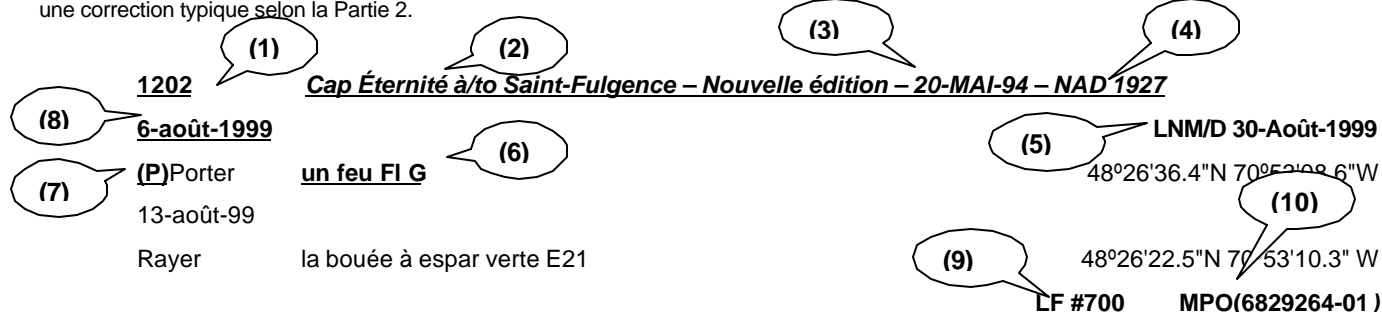 une correction typique selon la Partie 2.
(1) (2) (3) (4)
1202 Cap Éternité à/to Saint-Fulgence – Nouvelle édition – 20-MAI-94 – NAD 1927
(8) 6-août-1999 (5) LNM/D 30-Août-1999
(7) (P)Porter un feu Fl G (6) 48º26'36.4"N
13-août-99 (10)
Rayer la bouée à espar verte E21 (9) 48º26'22.5"N 70º53'10.3" W
LF #700 MPO(6829264-01)